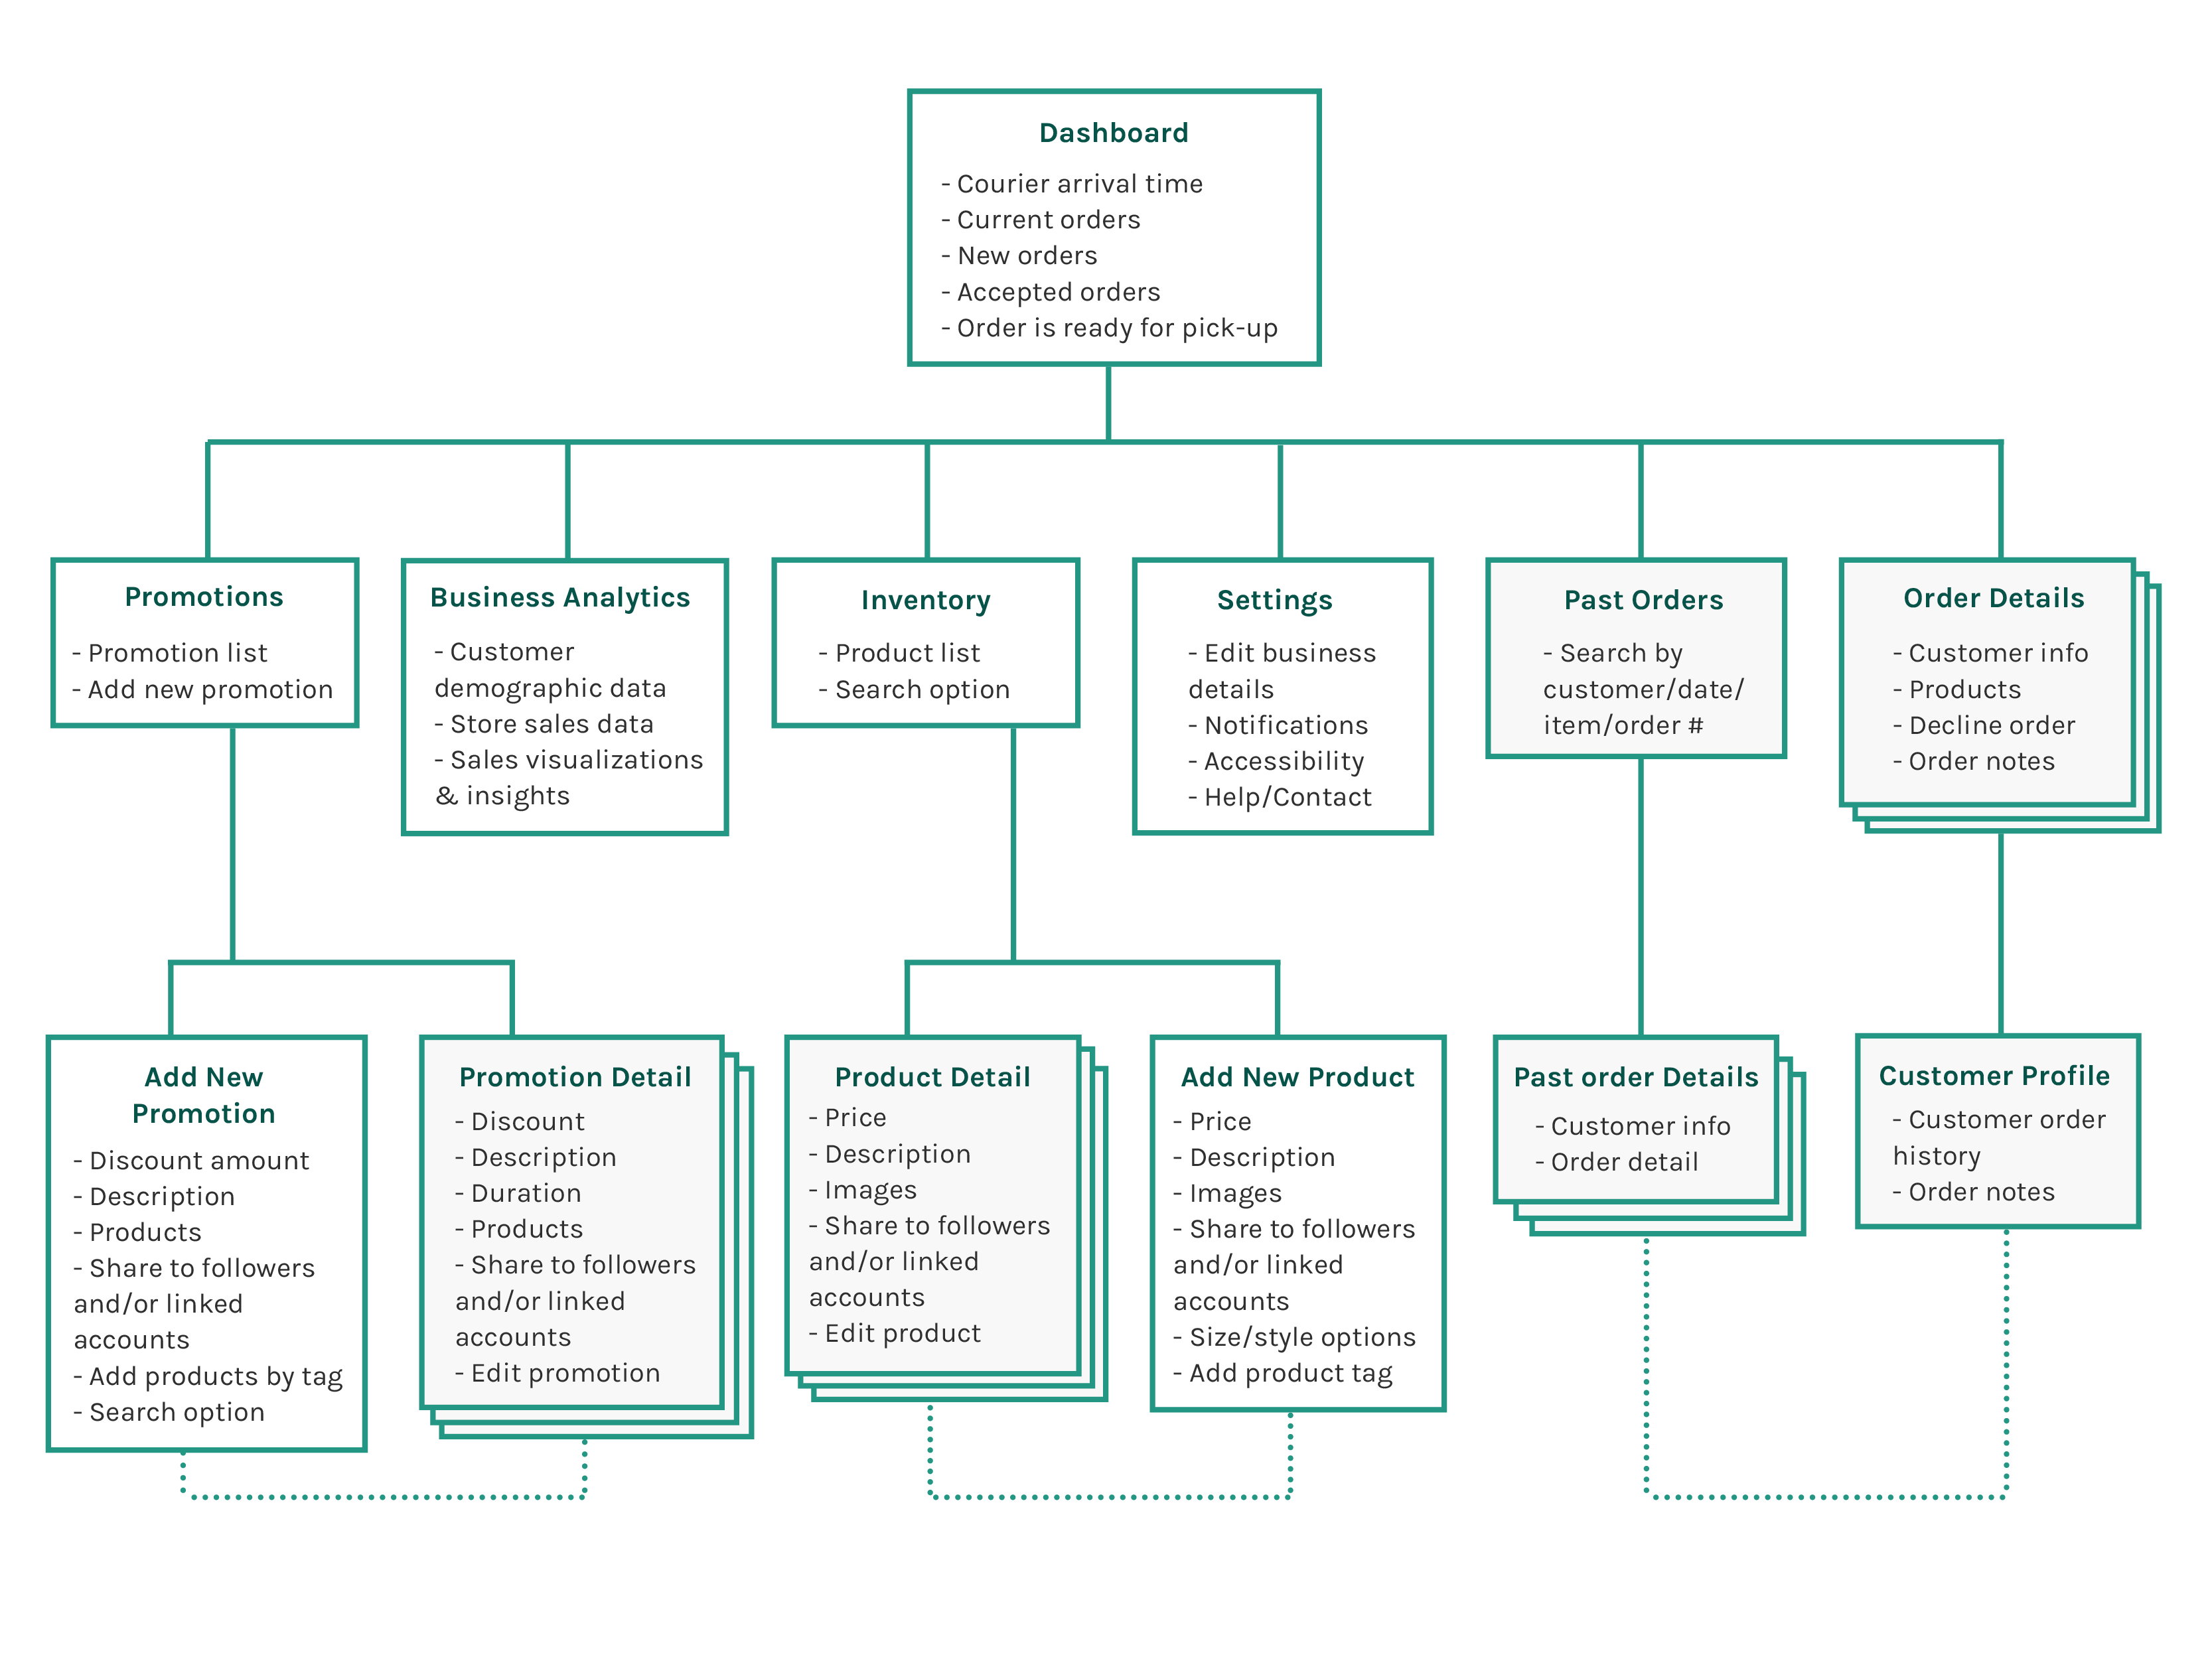 Dashboard
- Courier arrival time
- Current orders
- New orders
- Accepted orders
- Order is ready for pick-up
Promotions
- Promotion list
- Add new promotion
Business Analytics
- Customer
demographic data
- Store sales data
- Sales visualizations
& insights
Inventory
- Product list
- Search option
Settings
- Edit business
details
- Notifications
- Accessibility
- Help/Contact
Past Orders
- Search by
customer/date/
item/order #
Order Details
- Customer info
- Products
- Decline order
- Order notes
Add New
Promotion
- Discount amount
- Description
- Products
- Share to followers
and/or linked
accounts
- Add products by tag
- Search option
Promotion Detail
- Discount
- Description
- Duration
- Products
- Share to followers
and/or linked
accounts
- Edit promotion
Product Detail
- Price
- Description
- Images
- Share to followers
and/or linked
accounts
- Edit product
Add New Product
- Price
- Description
- Images
- Share to followers
and/or linked
accounts
- Size/style options
- Add product tag
Past order Details
- Customer info
- Order detail
Customer Profile
- Customer order
history
- Order notes